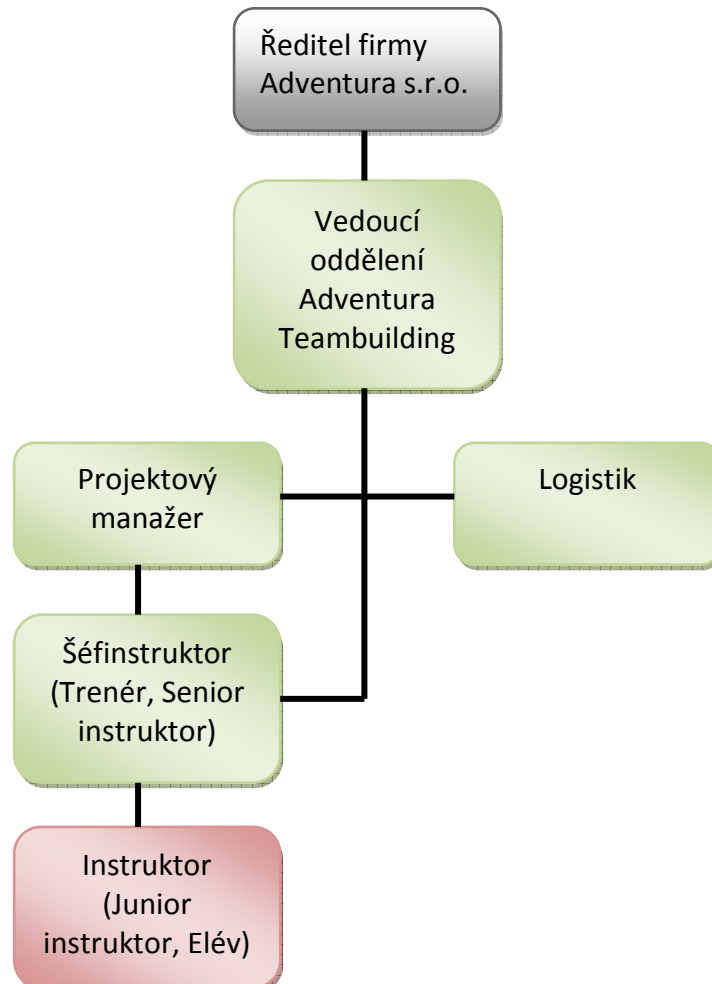 Ředitel firmy
Adventura s.r.o.
Vedoucí
oddělení
Adventura
Teambuilding
Projektový
manažer
Logistik
Šéfinstruktor
(Trenér, Senior
instruktor)
Instruktor
(Junior
instruktor, Elév)